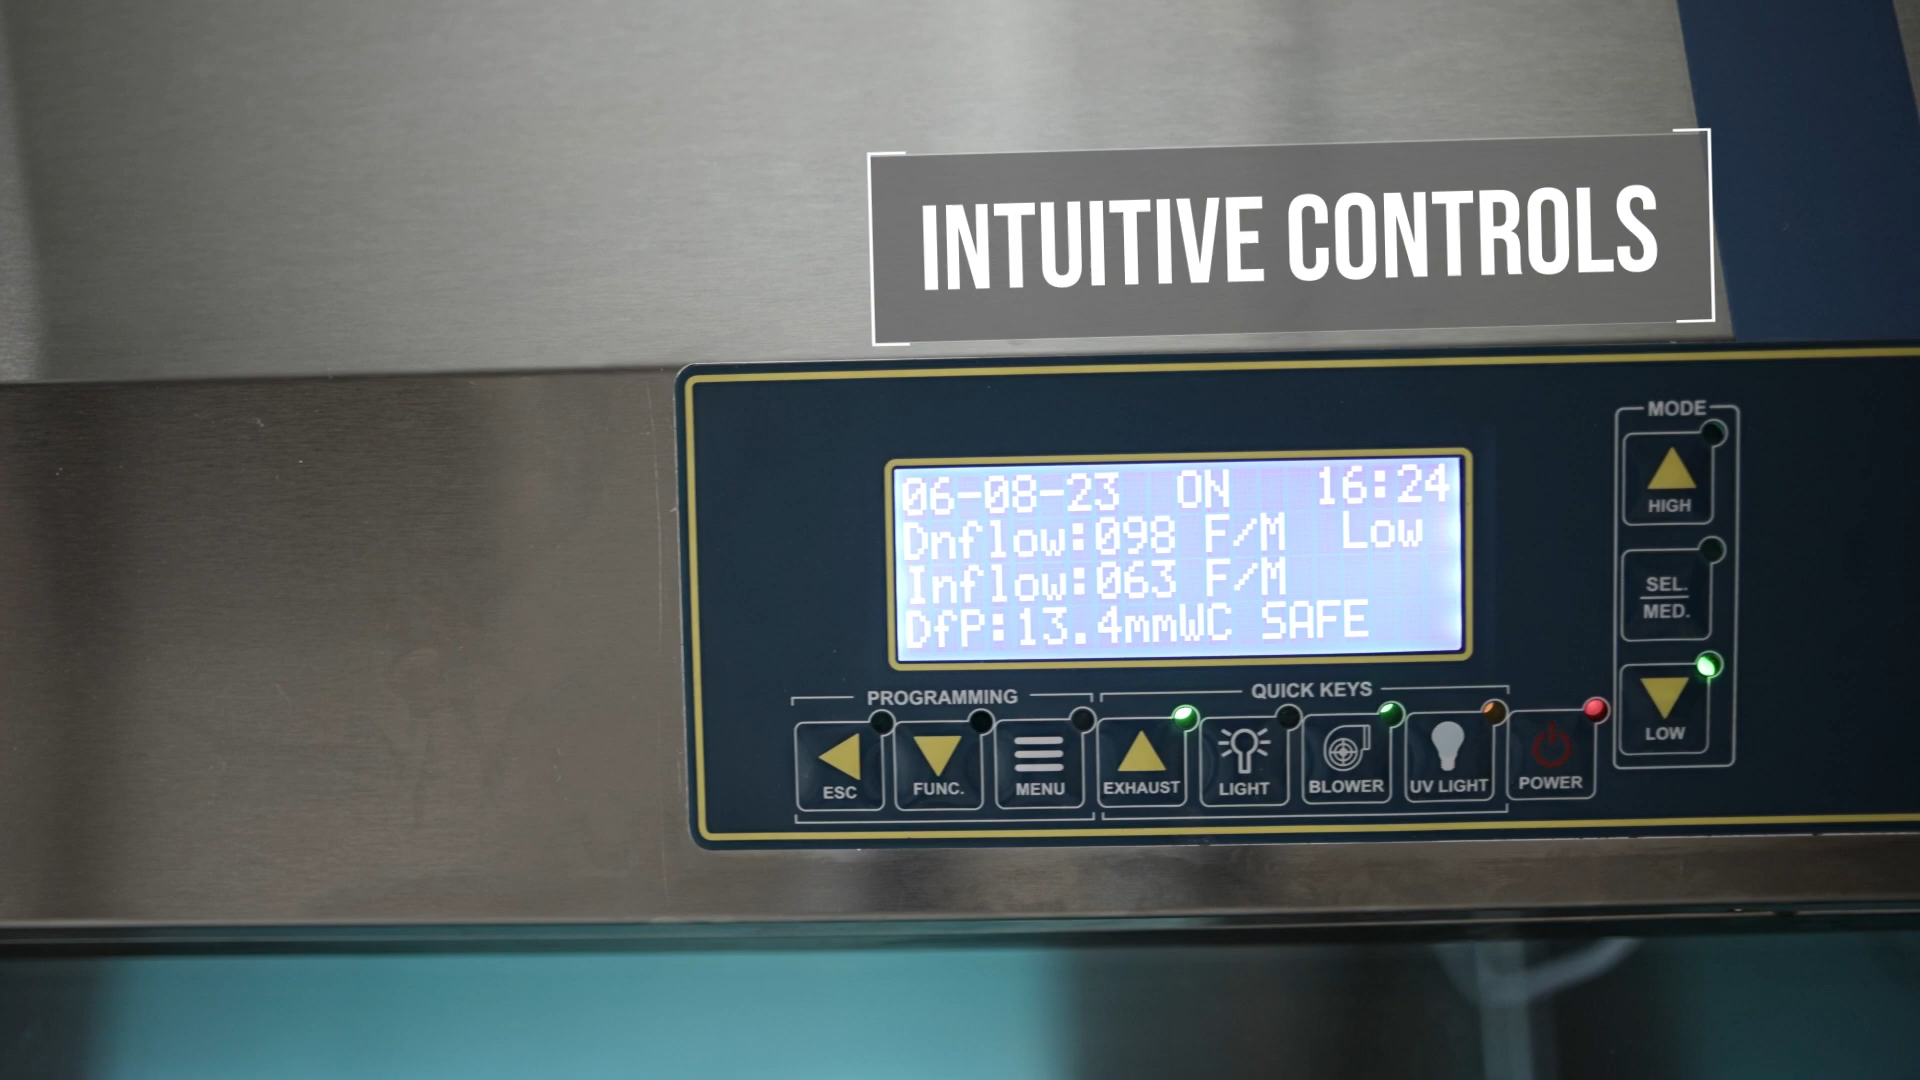 INTUITIVE CONTROLS
MODE
HIGH
SEL.
MED.
LOW
06-08-23 ON 16:24
Dnflow:098 F/M Low
Inflow:063 F/M
DfP:13.4mmWC SAFE
PROGRAMMING
QUICK KEYS
ESC
FUNC.
MENU
EXHAUST
LIGHT
BLOWER
UV LIGHT
POWER